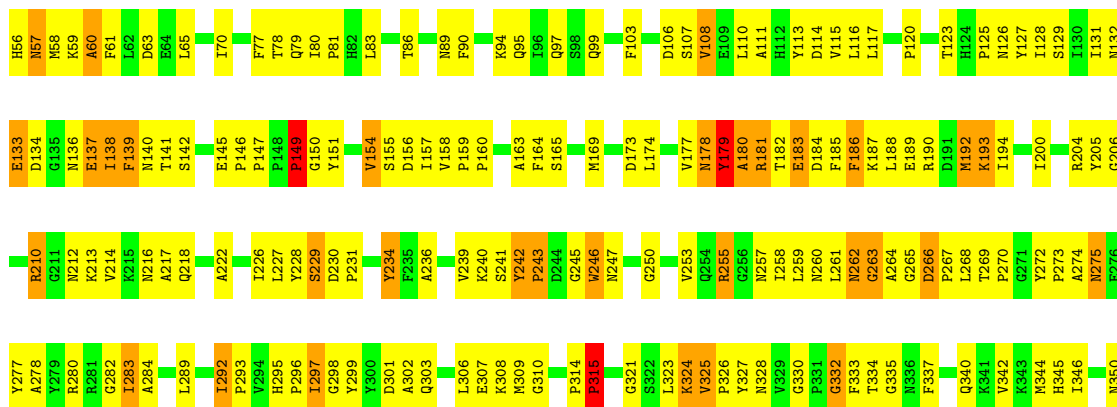 H56 N57 M58 K59 A60 F61 L62 D63 E64 L65 I70 F77 T78 Q79 I80 P81 H82 L83 T86 N89 F90 K94 Q95 I96 Q97 S98 Q99 F103 D106 S107 V108 E109 L110 A111 H112 Y113 D114 V115 L116 L117 P120 T123 H124 P125 N126 Y127 I128 S129 I130 I131 N132
E133 D134 G135 N136 E137 I138 F139 N140 T141 S142 E145 P146 P147 P148 P149 G150 Y151 V154 S155 D156 I157 V158 P159 P160 A163 F164 S165 M169 D173 L174 V177 N178 Y179 A180 R181 T182 E183 D184 F185 F186 K187 L188 E189 R190 D191 M192 K193 I194 I200 R204 Y205 G206
R210 G211 N212 K213 V214 K215 N216 A217 Q218 A222 I226 L227 Y228 S229 D230 P231 Y234 F235 A236 V239 K240 S241 Y242 P243 D244 G245 W246 N247 G250 V253 Q254 R255 G256 N257 I258 L259 N260 L261 N262 G263 A264 G265 D266 P267 L268 T269 P270 G271 Y272 P273 A274 N275 E276
Y277 A278 Y279 R280 R281 G282 I283 A284 L289 I292 P293 V294 H295 P296 I297 G298 Y299 Y300 D301 A302 Q303 L306 E307 K308 M309 G310 P314 P315 G321 S322 L323 K324 V325 P326 Y327 N328 V329 G330 P331 G332 F333 T334 G335 N336 F337 Q340 K341 V342 K343 M344 H345 I346 N350